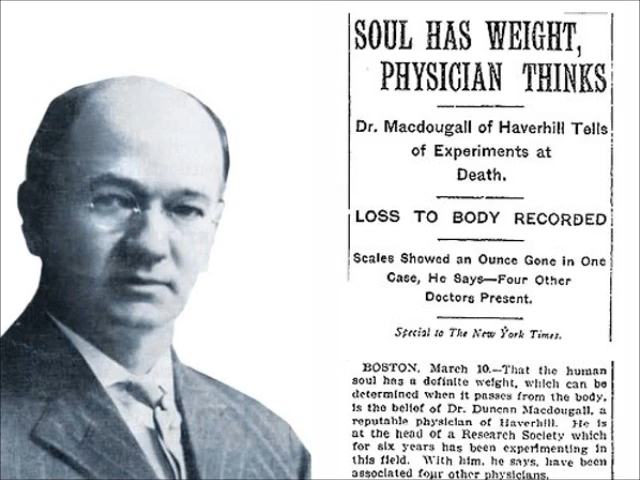 SOUL HAS WEIGHT,
PHYSICIAN THINKS
Dr. Macdougall of Haverhill Tells
of Experiments at
Death.
LOSS TO BODY RECORDED
Scales Showed an Ounce Gone in One
Case, He Says—Four Other
Doctors Present.
Special to The New York Times.
BOSTON, March 10.—That the human
soul has a definite weight, which can be
determined when it passes from the body,
is the belief of Dr. Duncan Macdougall, a
reputable physician of Haverhill. He is
at the head of a Research Society which
for six years has been experimenting in
this field. With him, he says, have been
associated four other physicians.